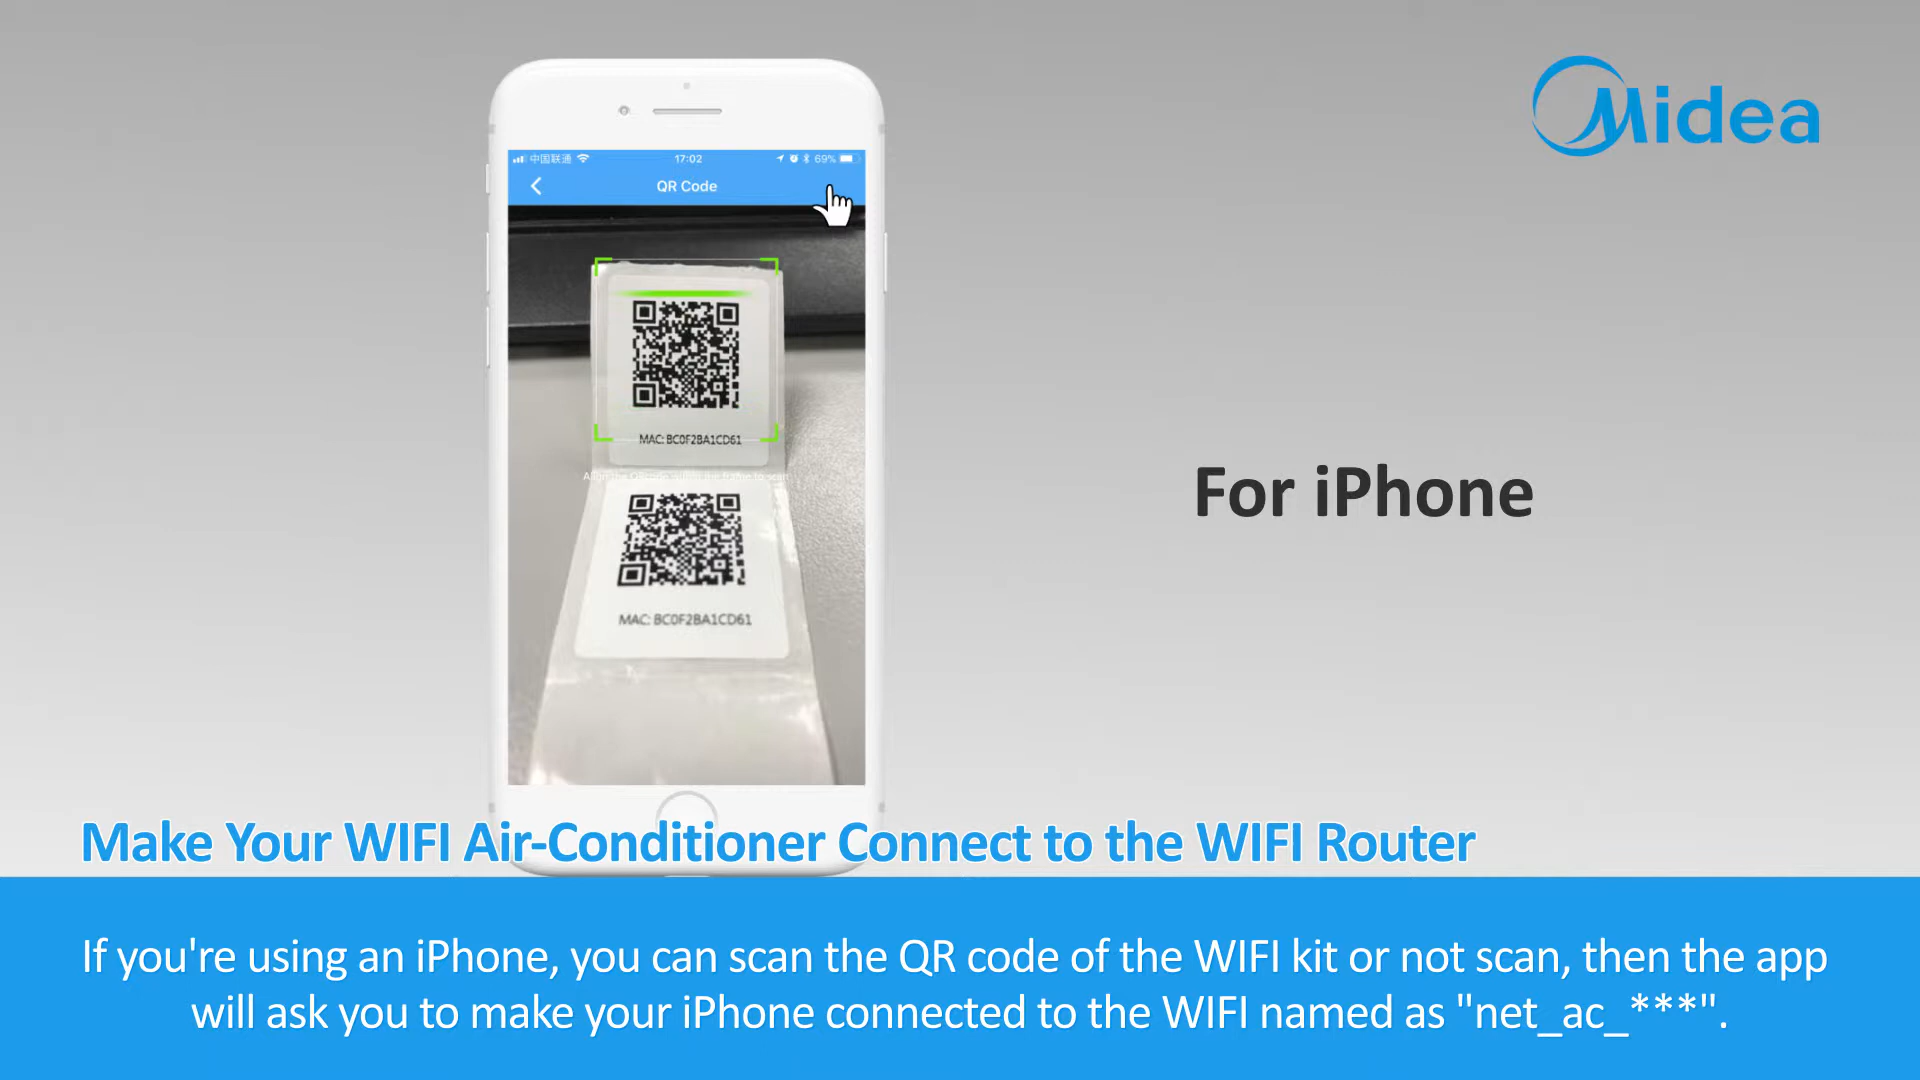 Midea
中国联通 17:02 69%
QR Code
MAC: BC0F2BA1CD61
MAC: BC0F2BA1CD61
For iPhone
Make Your WIFI Air-Conditioner Connect to the WIFI Router
If you're using an iPhone, you can scan the QR code of the WIFI kit or not scan, then the app
will ask you to make your iPhone connected to the WIFI named as "net_ac_***".